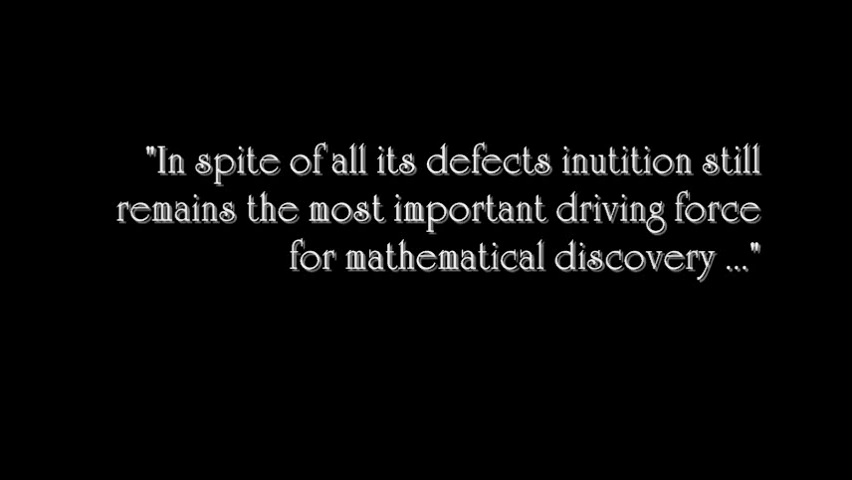 "In spite of all its defects inutition still
remains the most important driving force
for mathematical discovery ..."